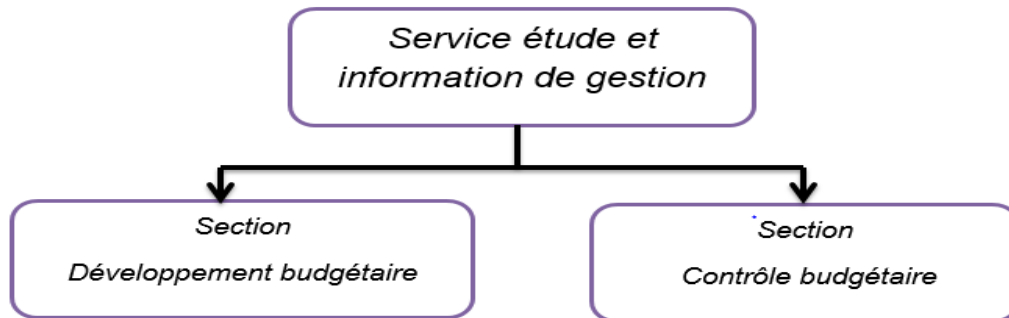 Service étude et
information de gestion
Section
Développement budgétaire
Section
Contrôle budgétaire